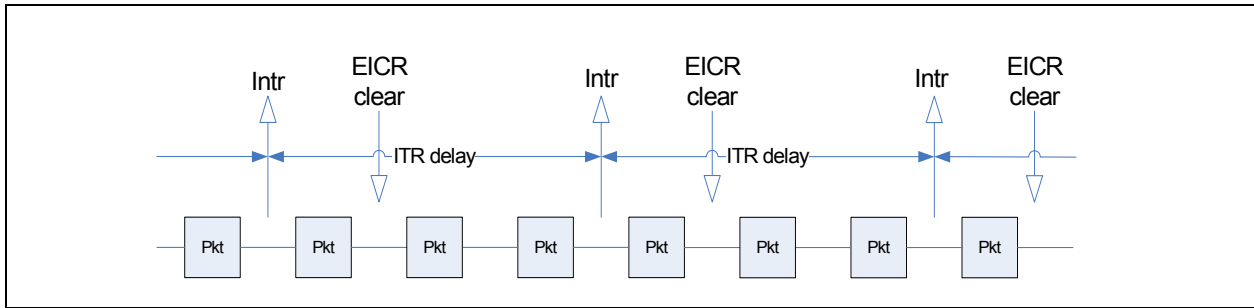 Intr
EICR
clear
Intr
EICR
clear
Intr
EICR
clear
ITR delay
ITR delay
Pkt
Pkt
Pkt
Pkt
Pkt
Pkt
Pkt
Pkt